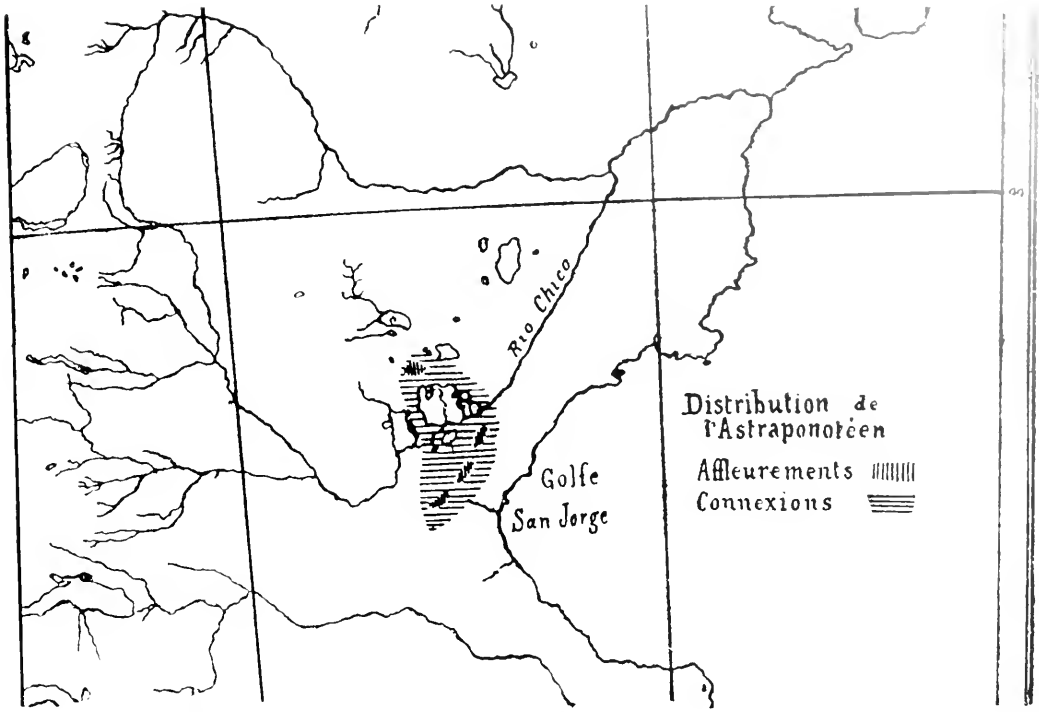 Rio Chico
Distribution de
l'Astraponotéen
Affleurements
Connexions
Golfe
San Jorge